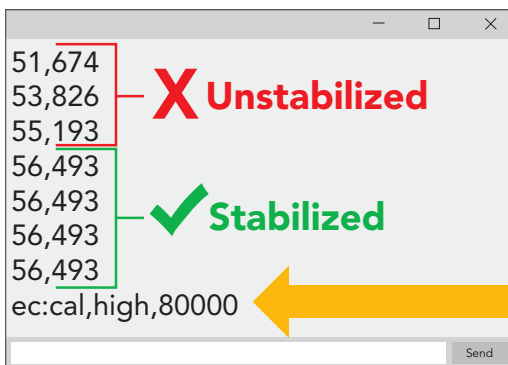 51,674
53,826
55,193
X Unstabilized
56,493
56,493
56,493
56,493
Stabilized
ec:cal,high,80000
Send